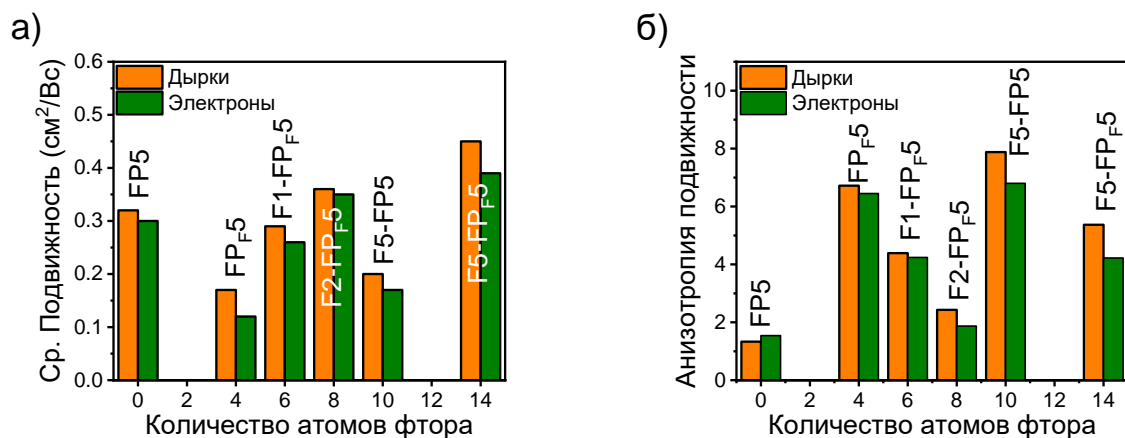 а)
Ср. Подвижность (см²/Вс)
0.6
0.5
0.4
0.3
0.2
0.1
0.0
Дырки
Электроны
FP5
FP_F5
F1-FP_F5
F2-FP_F5
F5-FP5
F5-FP_F5
0 2 4 6 8 10 12 14
Количество атомов фтора
б)
Анизотропия подвижности
10
8
6
4
2
0
Дырки
Электроны
FP5
FP_F5
F1-FP_F5
F2-FP_F5
F5-FP5
F5-FP_F5
0 2 4 6 8 10 12 14
Количество атомов фтора